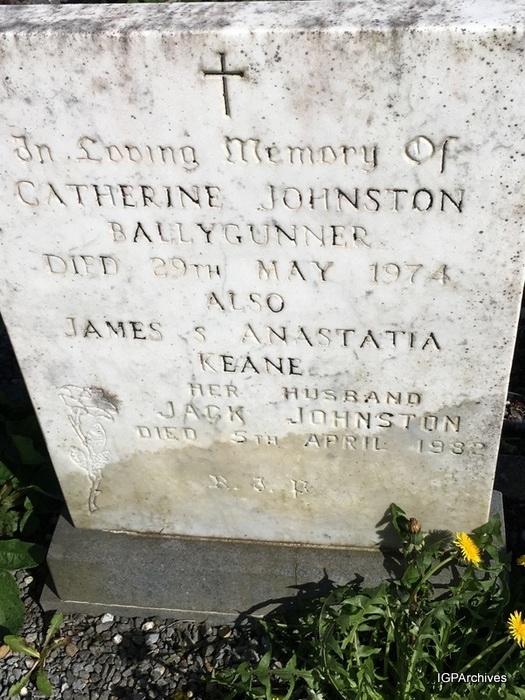 In Loving Memory Of
CATHERINE JOHNSTON
BALLYGUNNER
DIED 29TH MAY 1974
ALSO
JAMES S ANASTATIA
KEANE
HER HUSBAND
JACK JOHNSTON
DIED 5TH APRIL 1982
R.I.P
IGPArchives